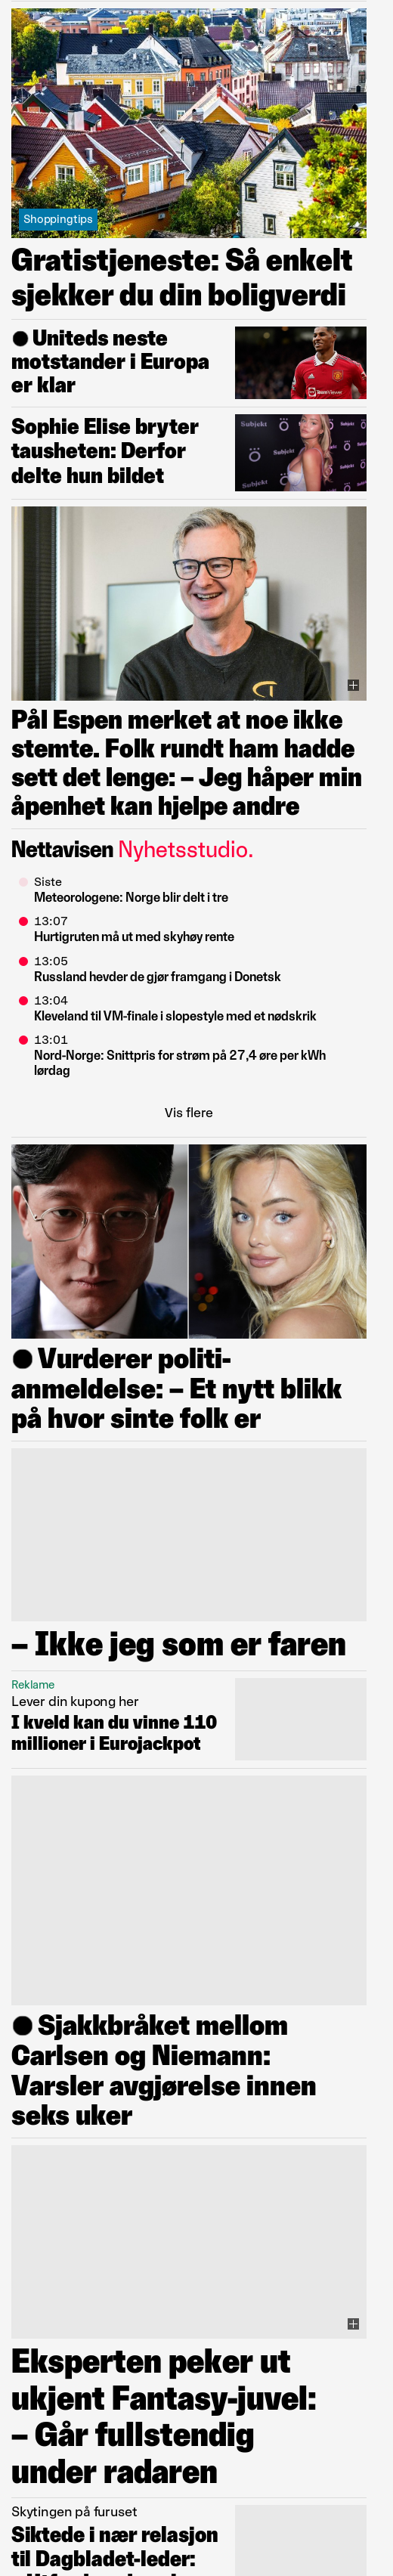 Shoppingtips
Gratistjeneste: Så enkelt
sjekker du din boligverdi
Uniteds neste
motstander i Europa
er klar
Sophie Elise bryter
tausheten: Derfor
delte hun bildet
Pål Espen merket at noe ikke
stemte. Folk rundt ham hadde
sett det lenge: – Jeg håper min
åpenhet kan hjelpe andre
Nettavisen Nyhetsstudio.
Siste
Meteorologene: Norge blir delt i tre
13:07
Hurtigruten må ut med skyhøy rente
13:05
Russland hevder de gjør framgang i Donetsk
13:04
Kleveland til VM-finale i slopestyle med et nødskrik
13:01
Nord-Norge: Snittpris for strøm på 27,4 øre per kWh
lørdag
Vis flere
Vurderer politi-
anmeldelse: – Et nytt blikk
på hvor sinte folk er
– Ikke jeg som er faren
Reklame
Lever din kupong her
I kveld kan du vinne 110
millioner i Eurojackpot
Sjakkbråket mellom
Carlsen og Niemann:
Varsler avgjørelse innen
seks uker
Eksperten peker ut
ukjent Fantasy-juvel:
– Går fullstendig
under radaren
Skytingen på furuset
Siktede i nær relasjon
til Dagbladet-leder: